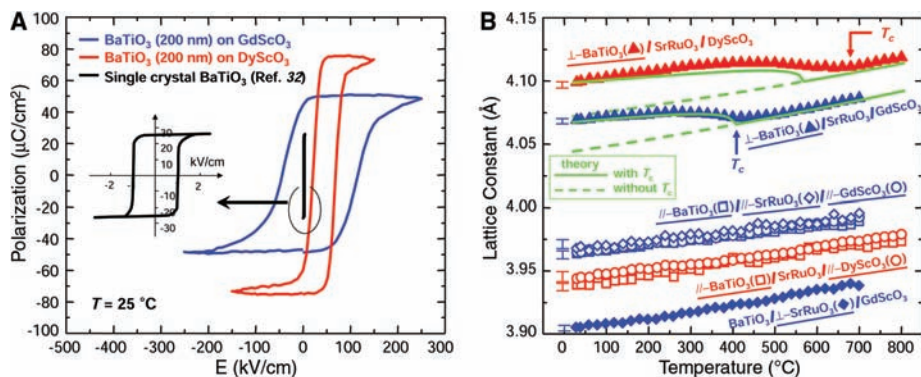 A
BaTiO₃ (200 nm) on GdScO₃
BaTiO₃ (200 nm) on DyScO₃
Single crystal BaTiO₃ (Ref. 32)
Polarization (µC/cm²)
100
80
60
40
20
0
-20
-40
-60
-80
-100
30
20
10
kV/cm
-2
2
-10
-20
-30
T = 25 °C
-500 -400 -300 -200 -100 0 100 200 300
E (kV/cm)
B
Lattice Constant (Å)
4.15
4.10
4.05
4.00
3.95
3.90
⊥-BaTiO₃(▲)/SrRuO₃/DyScO₃
Tc
⊥-BaTiO₃(▲)/SrRuO₃/GdScO₃
Tc
theory
with Tc
without Tc
//-BaTiO₃(□)/​/-SrRuO₃(◇)/​/-GdScO₃(○)
//-BaTiO₃(□)/SrRuO₃/​/-DyScO₃(○)
BaTiO₃/⊥-SrRuO₃(◆)/GdScO₃
0 100 200 300 400 500 600 700 800
Temperature (°C)